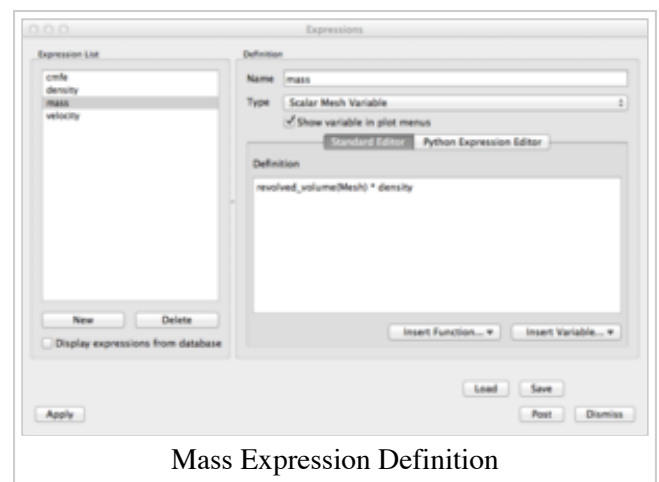 Expressions
Expression List
cmfe
density
mass
velocity
New
Delete
Display expressions from database
Definition
Name
mass
Type
Scalar Mesh Variable
Show variable in plot menus
Standard Editor
Python Expression Editor
Definition
revolved_volume(Mesh) * density
Insert Function...
Insert Variable...
Load
Save
Apply
Post
Dismiss
Mass Expression Definition